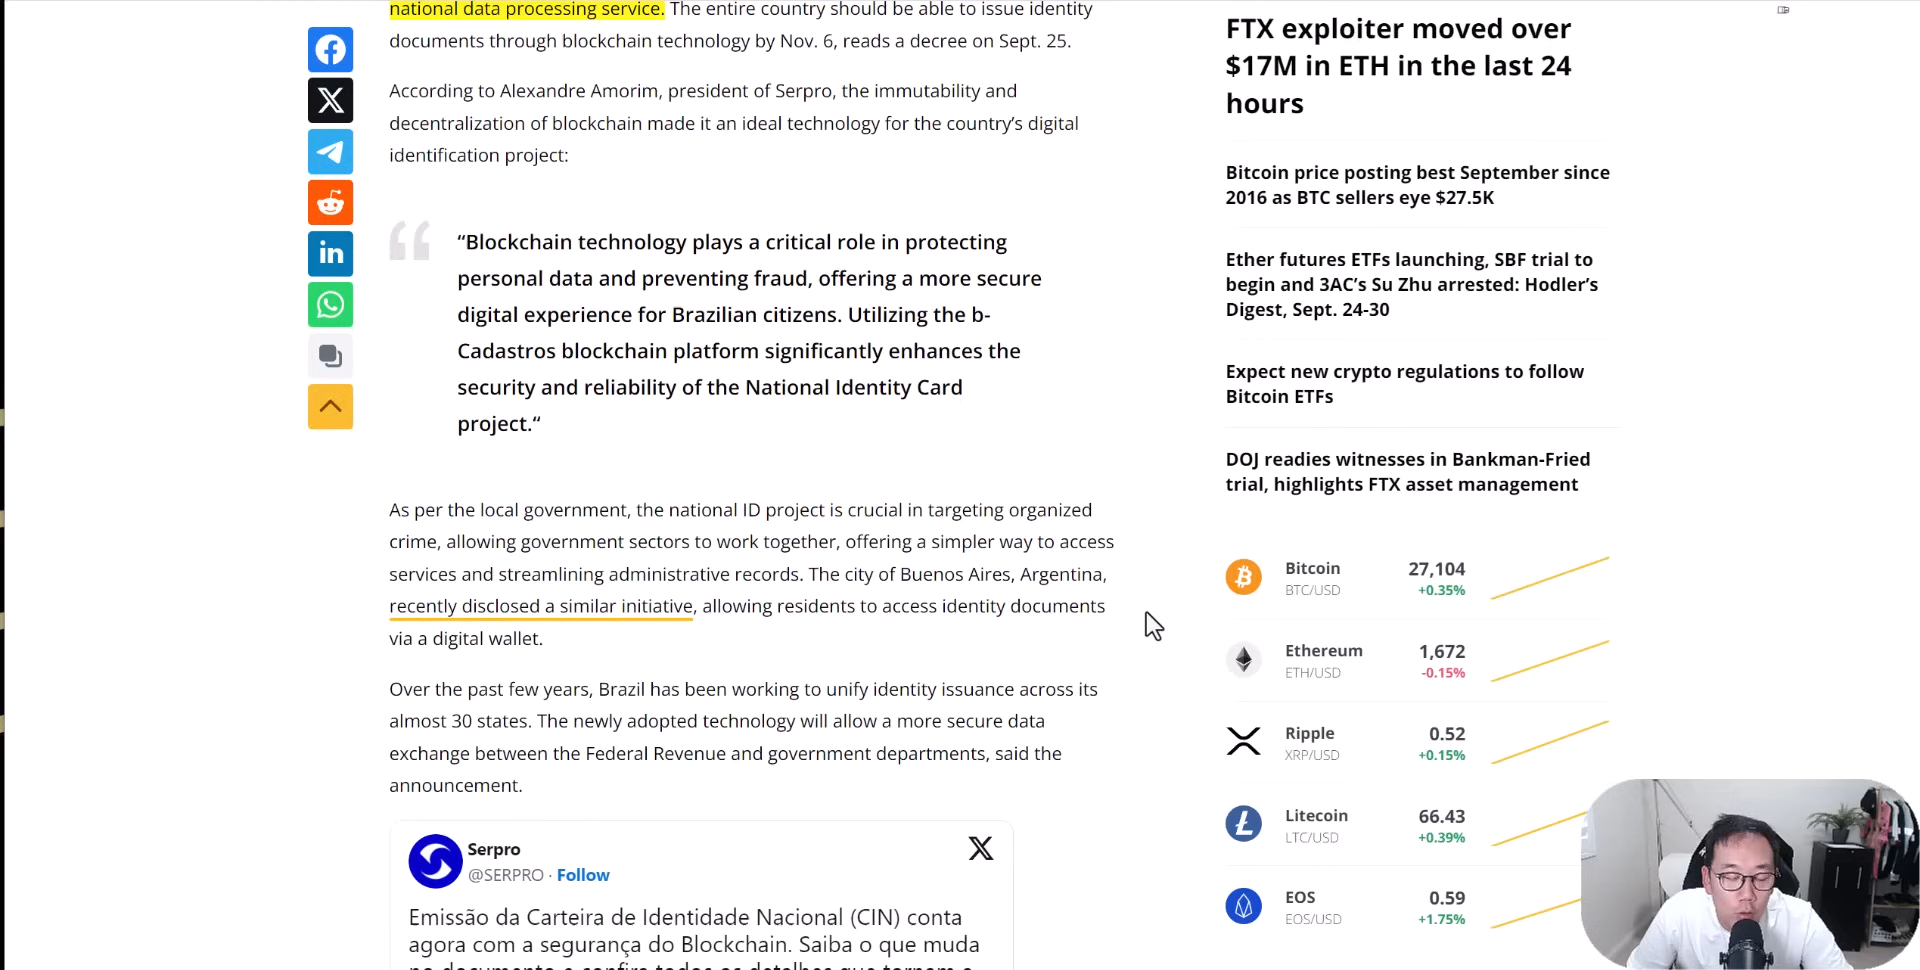 national data processing service. The entire country should be able to issue identity
documents through blockchain technology by Nov. 6, reads a decree on Sept. 25.
According to Alexandre Amorim, president of Serpro, the immutability and
decentralization of blockchain made it an ideal technology for the country’s digital
identification project:
“Blockchain technology plays a critical role in protecting
personal data and preventing fraud, offering a more secure
digital experience for Brazilian citizens. Utilizing the b-
Cadastros blockchain platform significantly enhances the
security and reliability of the National Identity Card
project.“
As per the local government, the national ID project is crucial in targeting organized
crime, allowing government sectors to work together, offering a simpler way to access
services and streamlining administrative records. The city of Buenos Aires, Argentina,
recently disclosed a similar initiative, allowing residents to access identity documents
via a digital wallet.
Over the past few years, Brazil has been working to unify identity issuance across its
almost 30 states. The newly adopted technology will allow a more secure data
exchange between the Federal Revenue and government departments, said the
announcement.
Serpro
@SERPRO · Follow
Emissão da Carteira de Identidade Nacional (CIN) conta
agora com a segurança do Blockchain. Saiba o que muda
no documento e confira todos os detalhes que tornam o
FTX exploiter moved over
$17M in ETH in the last 24
hours
Bitcoin price posting best September since
2016 as BTC sellers eye $27.5K
Ether futures ETFs launching, SBF trial to
begin and 3AC’s Su Zhu arrested: Hodler’s
Digest, Sept. 24-30
Expect new crypto regulations to follow
Bitcoin ETFs
DOJ readies witnesses in Bankman-Fried
trial, highlights FTX asset management
Bitcoin 27,104
BTC/USD +0.35%
Ethereum 1,672
ETH/USD -0.15%
Ripple 0.52
XRP/USD +0.15%
Litecoin 66.43
LTC/USD +0.39%
EOS 0.59
EOS/USD +1.75%